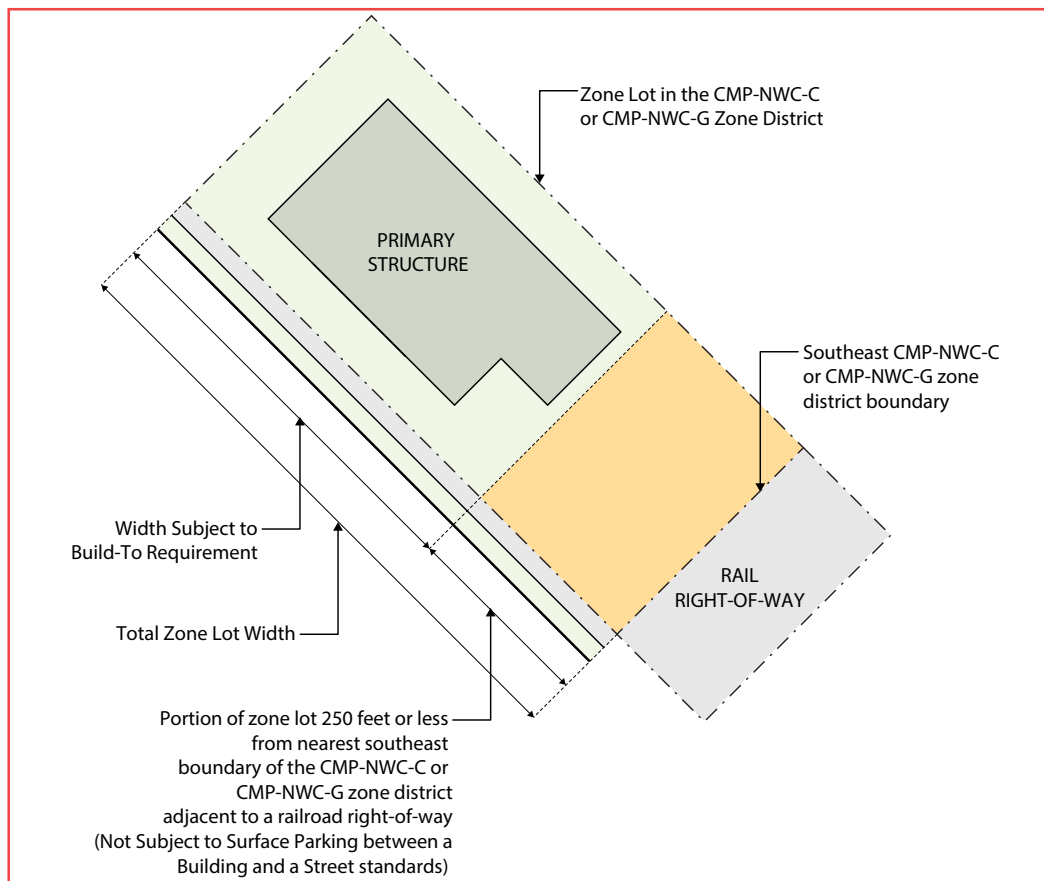 Zone Lot in the CMP-NWC-C
or CMP-NWC-G Zone District
PRIMARY
STRUCTURE
Southeast CMP-NWC-C
or CMP-NWC-G zone
district boundary
Width Subject to
Build-To Requirement
RAIL
RIGHT-OF-WAY
Total Zone Lot Width
Portion of zone lot 250 feet or less
from nearest southeast
boundary of the CMP-NWC-C or
CMP-NWC-G zone district
adjacent to a railroad right-of-way
(Not Subject to Surface Parking between a
Building and a Street standards)